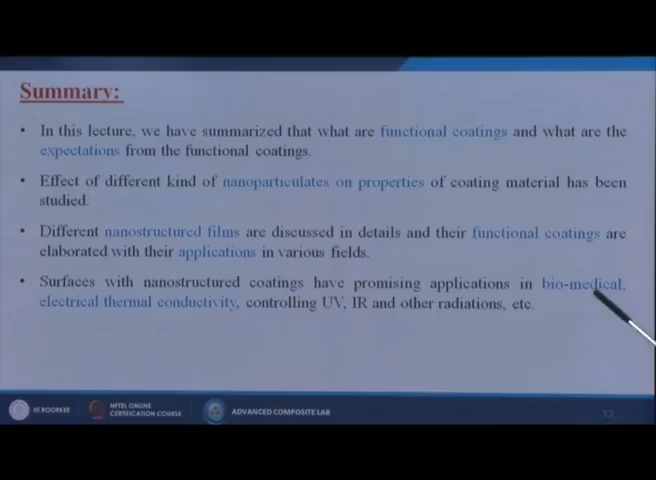 Summary:
• In this lecture, we have summarized that what are functional coatings and what are the
expectations from the functional coatings.
• Effect of different kind of nanoparticulates on properties of coating material has been
studied.
• Different nanostructured films are discussed in details and their functional coatings are
elaborated with their applications in various fields.
• Surfaces with nanostructured coatings have promising applications in bio-medical,
electrical thermal conductivity, controlling UV, IR and other radiations, etc.
IIT ROORKEE
NPTEL ONLINE
CERTIFICATION COURSE
ADVANCED COMPOSITE LAB
12